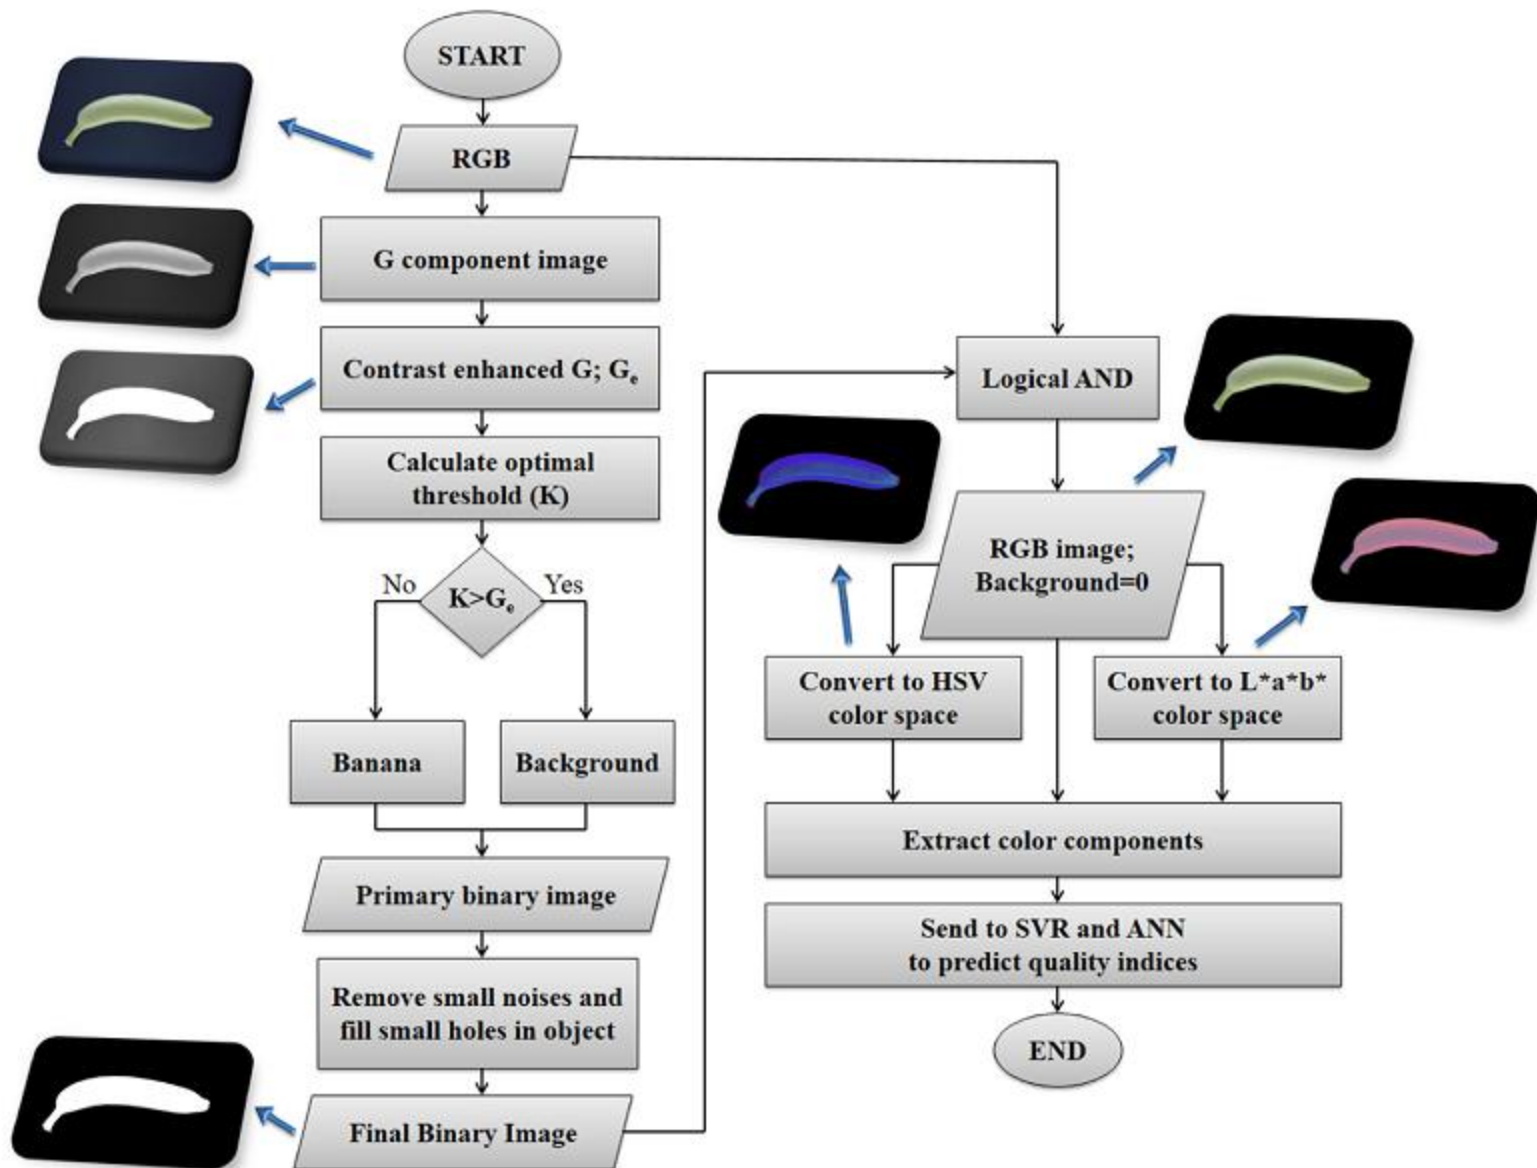 START
RGB
G component image
Contrast enhanced G; Gₑ
Calculate optimal
threshold (K)
No
K>Gₑ
Yes
Banana
Background
Primary binary image
Remove small noises and
fill small holes in object
Final Binary Image
Logical AND
RGB image;
Background=0
Convert to HSV
color space
Convert to L*a*b*
color space
Extract color components
Send to SVR and ANN
to predict quality indices
END